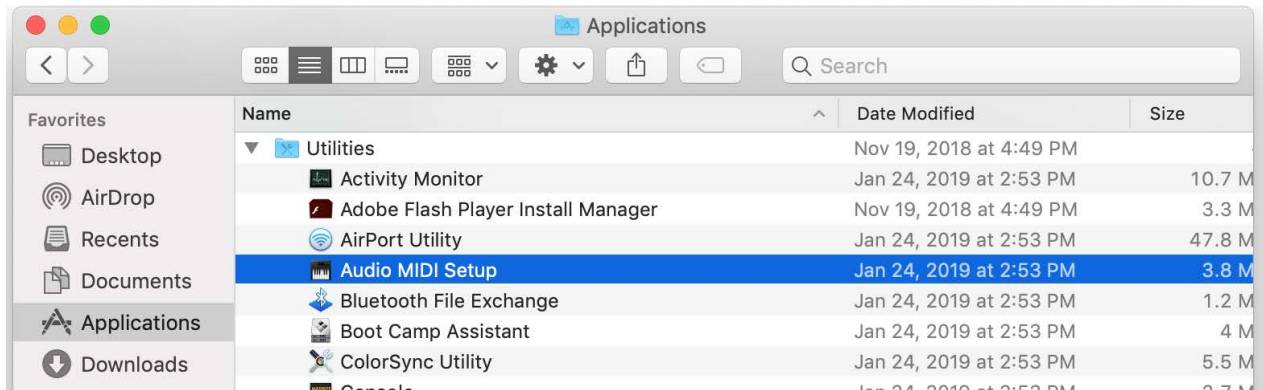 Applications
Search
Favorites
Desktop
AirDrop
Recents
Documents
Applications
Downloads
Name Date Modified Size
Utilities Nov 19, 2018 at 4:49 PM
Activity Monitor Jan 24, 2019 at 2:53 PM 10.7 M
Adobe Flash Player Install Manager Nov 19, 2018 at 4:49 PM 3.3 M
AirPort Utility Jan 24, 2019 at 2:53 PM 47.8 M
Audio MIDI Setup Jan 24, 2019 at 2:53 PM 3.8 M
Bluetooth File Exchange Jan 24, 2019 at 2:53 PM 1.2 M
Boot Camp Assistant Jan 24, 2019 at 2:53 PM 4 M
ColorSync Utility Jan 24, 2019 at 2:53 PM 5.5 M